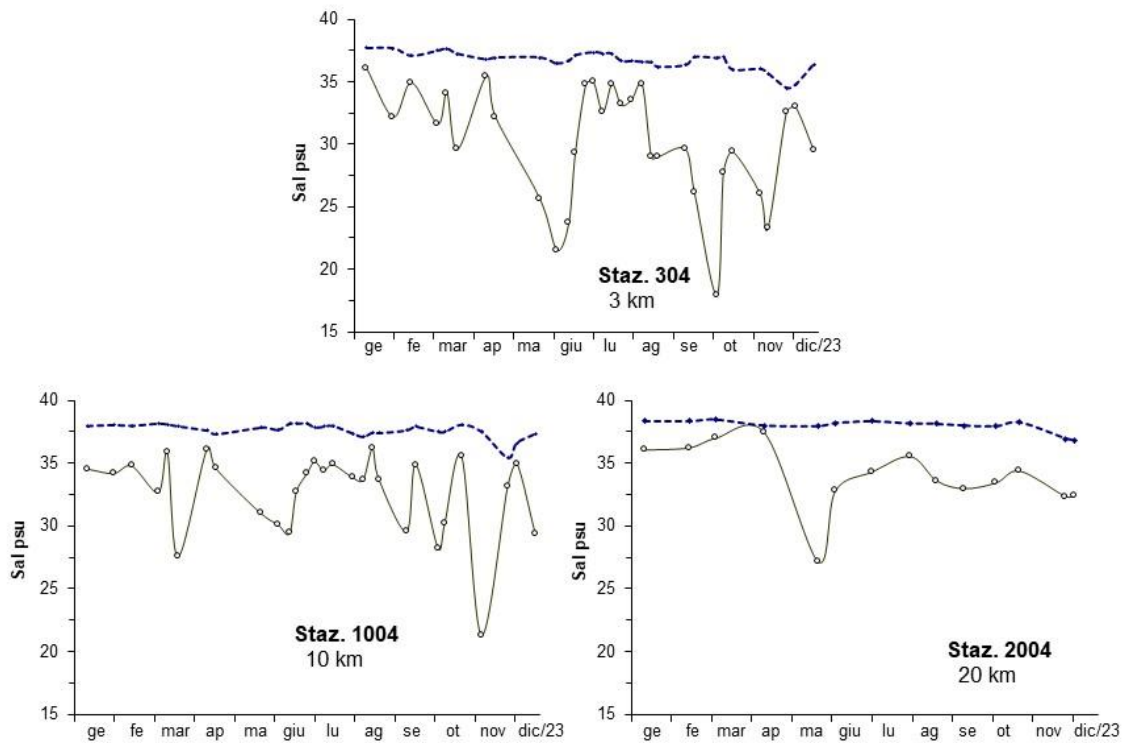 40
35
30
25
20
15
Sal psu
Staz. 304
3 km
ge fe mar ap ma giu lu ag se ot nov dic/23
40
35
30
25
20
15
Sal psu
Staz. 1004
10 km
ge fe mar ap ma giu lu ag se ot nov dic/23
40
35
30
25
20
15
Sal psu
Staz. 2004
20 km
ge fe mar ap ma giu lu ag se ot nov dic/23